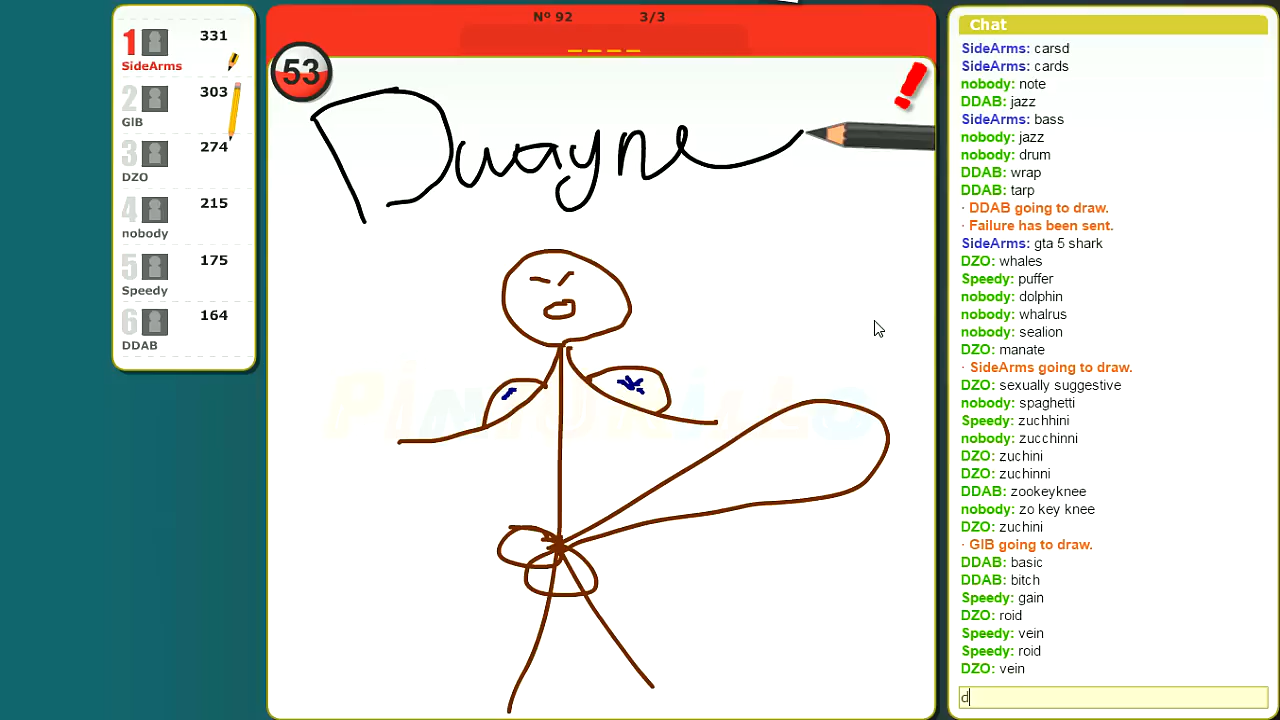 Nº 92 3/3
_ _ _ _
53
1 331
SideArms
2 303
GIB
3 274
DZO
4 215
nobody
5 175
Speedy
6 164
DDAB
!
Dwayne
Chat
SideArms: carsd
SideArms: cards
nobody: note
DDAB: jazz
SideArms: bass
nobody: jazz
nobody: drum
DDAB: wrap
DDAB: tarp
· DDAB going to draw.
· Failure has been sent.
SideArms: gta 5 shark
DZO: whales
Speedy: puffer
nobody: dolphin
nobody: whalrus
nobody: sealion
DZO: manate
· SideArms going to draw.
DZO: sexually suggestive
nobody: spaghetti
Speedy: zuchhini
nobody: zucchinni
DZO: zuchini
DZO: zuchinni
DDAB: zookeyknee
nobody: zo key knee
DZO: zuchini
· GIB going to draw.
DDAB: basic
DDAB: bitch
Speedy: gain
DZO: roid
Speedy: vein
Speedy: roid
DZO: vein
d